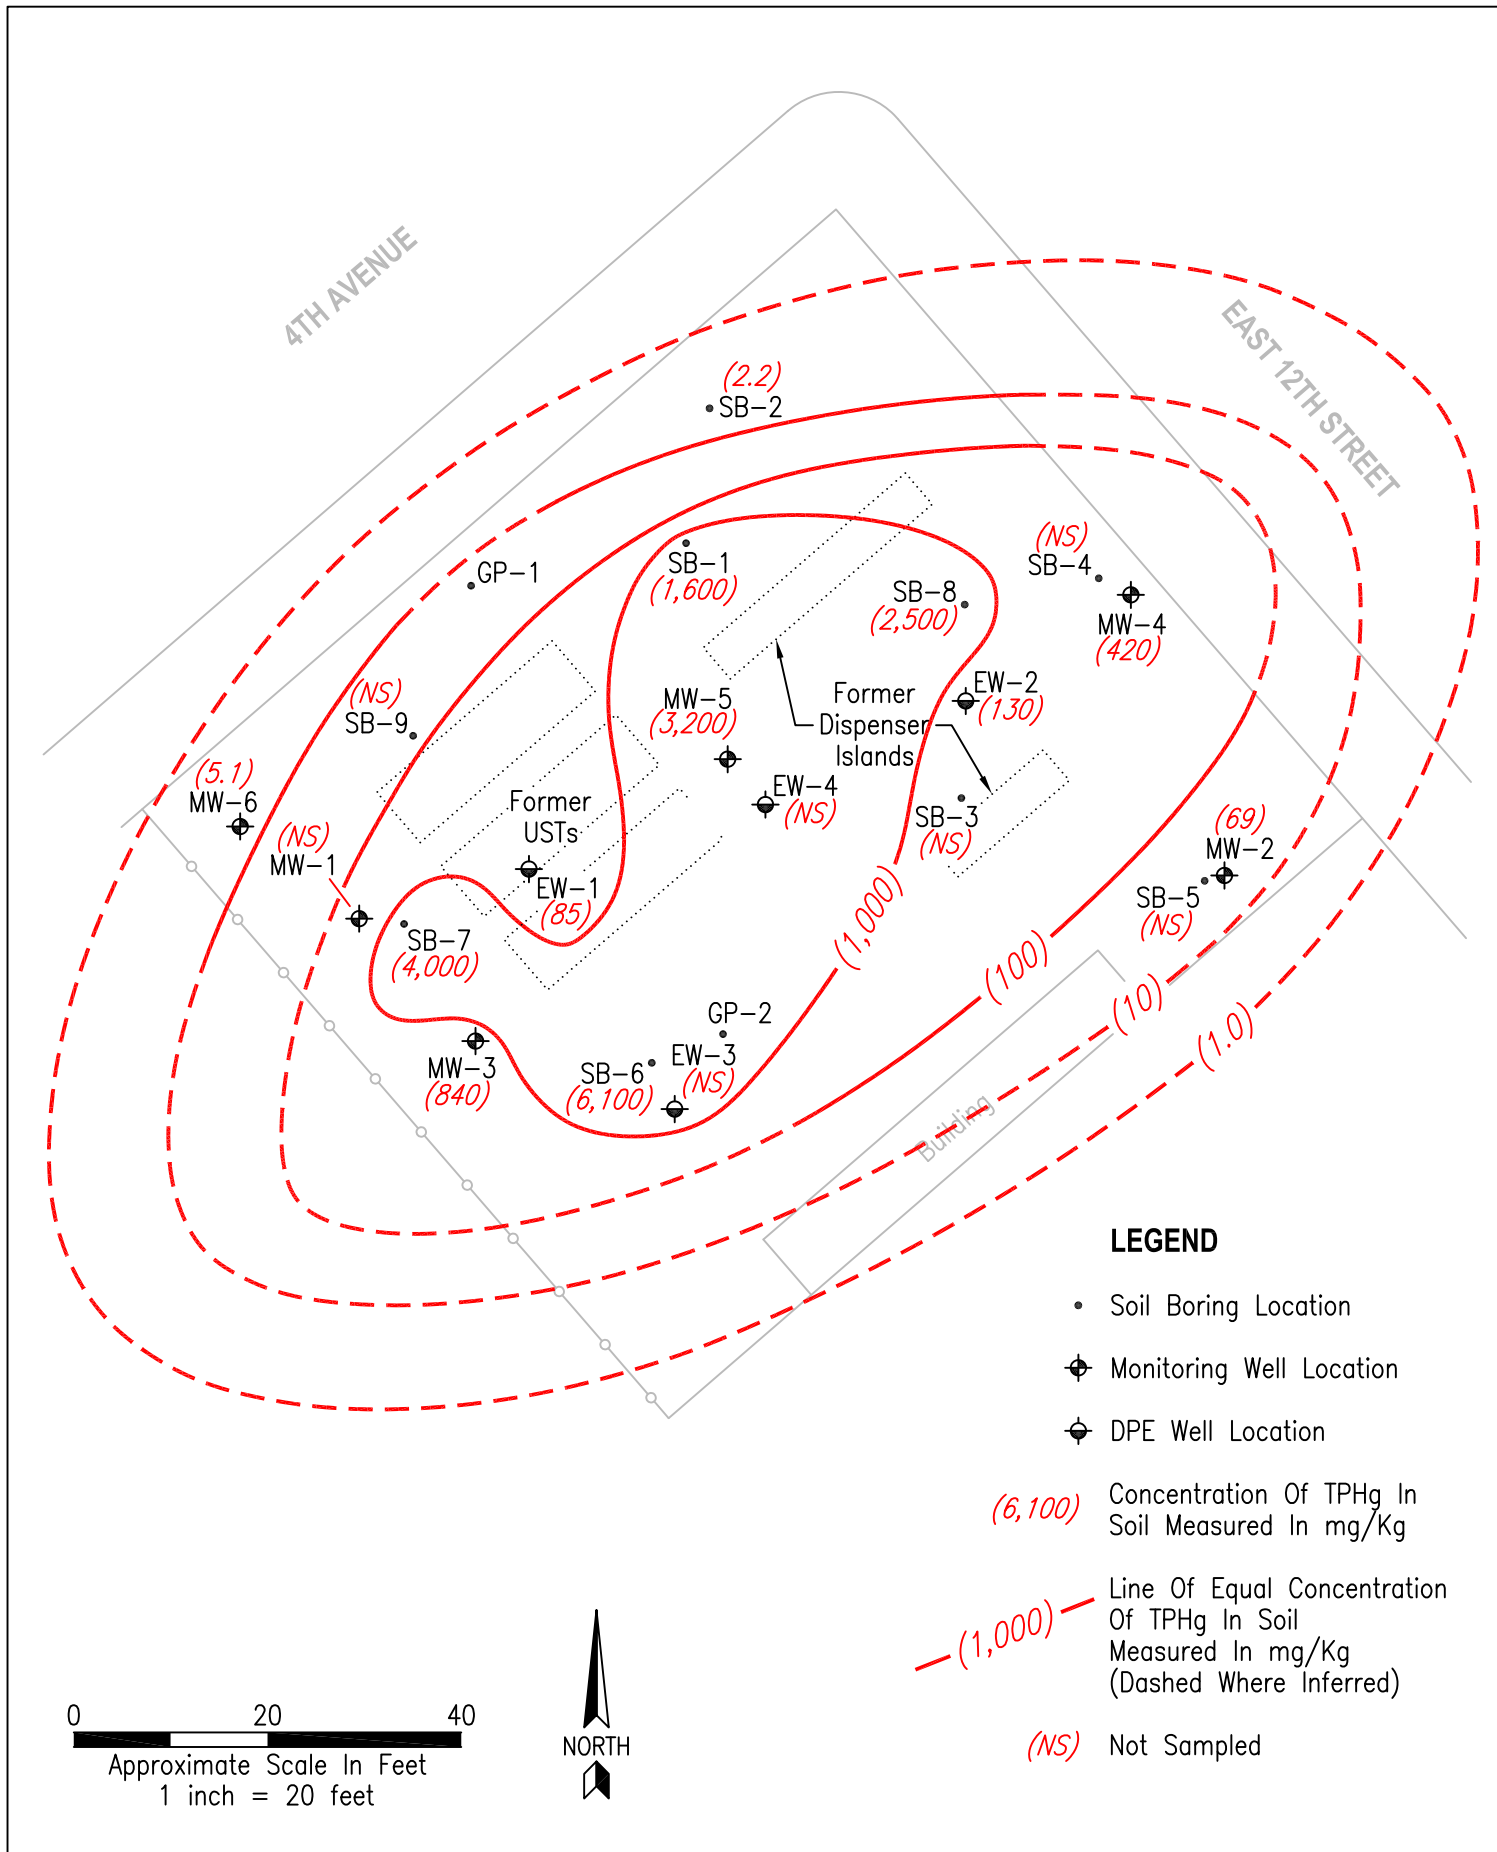 4TH AVENUE
EAST 12TH STREET
(2.2)
SB-2
GP-1
SB-1
(1,600)
(NS)
SB-4
SB-8
(2,500)
MW-4
(420)
(NS)
SB-9
MW-5
(3,200)
Former
Dispenser
Islands
EW-2
(130)
(5.1)
MW-6
(NS)
MW-1
Former
USTs
EW-4
(NS)
SB-3
(NS)
(69)
MW-2
SB-5
(NS)
EW-1
(85)
SB-7
(4,000)
(1,000)
(100)
(10)
(1.0)
GP-2
EW-3
(NS)
SB-6
(6,100)
MW-3
(840)
Building
LEGEND
Soil Boring Location
Monitoring Well Location
DPE Well Location
(6,100)
Concentration Of TPHg In
Soil Measured In mg/Kg
(1,000)
Line Of Equal Concentration
Of TPHg In Soil
Measured In mg/Kg
(Dashed Where Inferred)
(NS)
Not Sampled
0 20 40
Approximate Scale In Feet
1 inch = 20 feet
NORTH